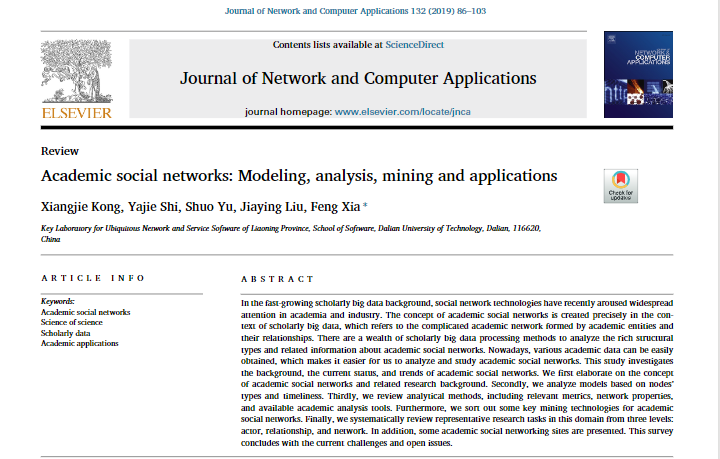 Journal of Network and Computer Applications 132 (2019) 86–103
Contents lists available at ScienceDirect
Journal of Network and Computer Applications
journal homepage: www.elsevier.com/locate/jnca
ELSEVIER
NETWORK &
COMPUTER
APPLICATIONS
Review
Academic social networks: Modeling, analysis, mining and applications
Check for
updates
Xiangjie Kong, Yajie Shi, Shuo Yu, Jiaying Liu, Feng Xia*
Key Laboratory for Ubiquitous Network and Service Software of Liaoning Province, School of Software, Dalian University of Technology, Dalian, 116620,
China
ARTICLE INFO
Keywords:
Academic social networks
Science of science
Scholarly data
Academic applications
ABSTRACT
In the fast-growing scholarly big data background, social network technologies have recently aroused widespread
attention in academia and industry. The concept of academic social networks is created precisely in the con-
text of scholarly big data, which refers to the complicated academic network formed by academic entities and
their relationships. There are a wealth of scholarly big data processing methods to analyze the rich structural
types and related information about academic social networks. Nowadays, various academic data can be easily
obtained, which makes it easier for us to analyze and study academic social networks. This study investigates
the background, the current status, and trends of academic social networks. We first elaborate on the concept
of academic social networks and related research background. Secondly, we analyze models based on nodes'
types and timeliness. Thirdly, we review analytical methods, including relevant metrics, network properties,
and available academic analysis tools. Furthermore, we sort out some key mining technologies for academic
social networks. Finally, we systematically review representative research tasks in this domain from three levels:
actor, relationship, and network. In addition, some academic social networking sites are presented. This survey
concludes with the current challenges and open issues.